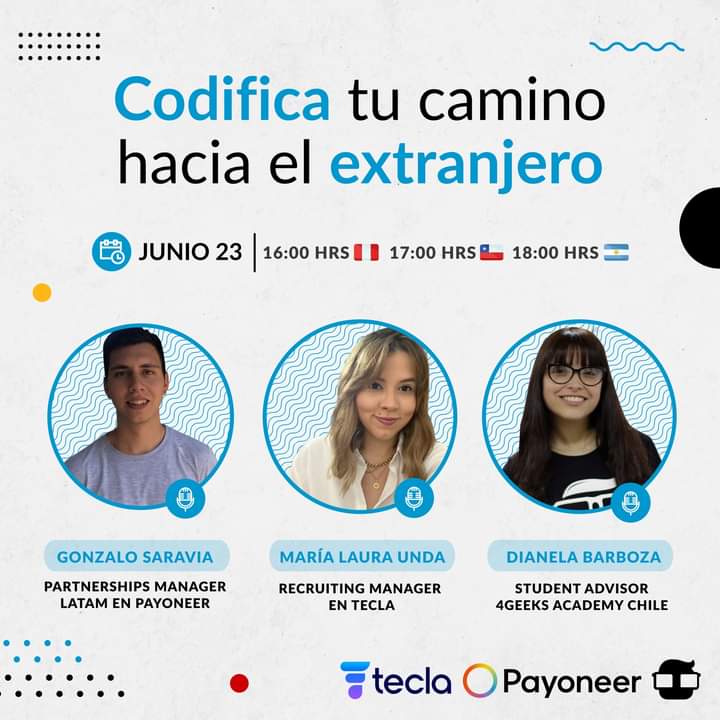 Codifica tu camino
hacia el extranjero
JUNIO 23
16:00 HRS 17:00 HRS 18:00 HRS
GONZALO SARAVIA
PARTNERSHIPS MANAGER
LATAM EN PAYONEER
MARÍA LAURA UNDA
RECRUITING MANAGER
EN TECLA
DIANELA BARBOZA
STUDENT ADVISOR
4GEEKS ACADEMY CHILE
tecla
Payoneer